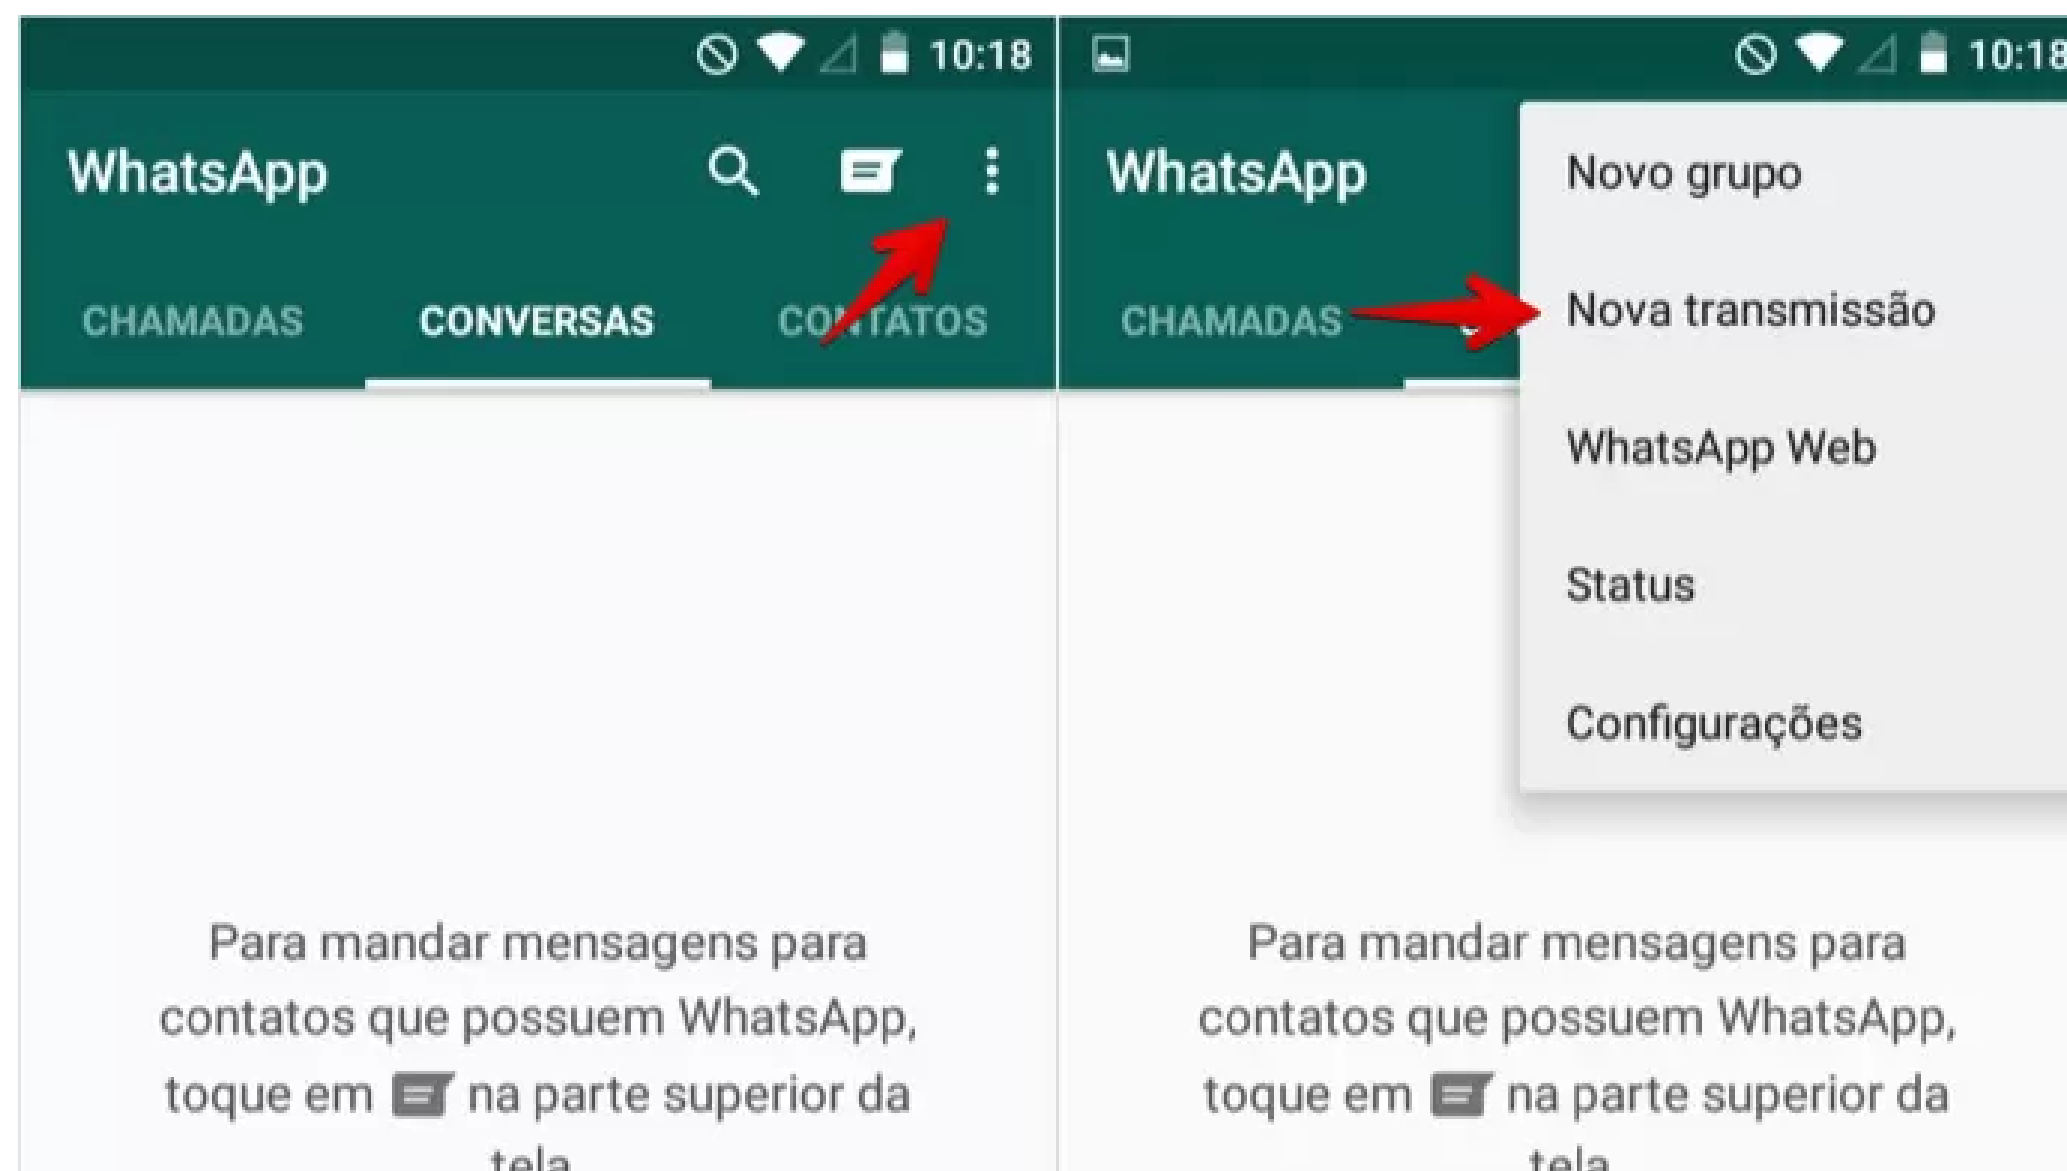 10:18
WhatsApp
CHAMADAS
CONVERSAS
CONTATOS
Para mandar mensagens para
contatos que possuem WhatsApp,
toque em na parte superior da
tela
10:18
WhatsApp
CHAMADAS
Novo grupo
Nova transmissão
WhatsApp Web
Status
Configurações
Para mandar mensagens para
contatos que possuem WhatsApp,
toque em na parte superior da
tela